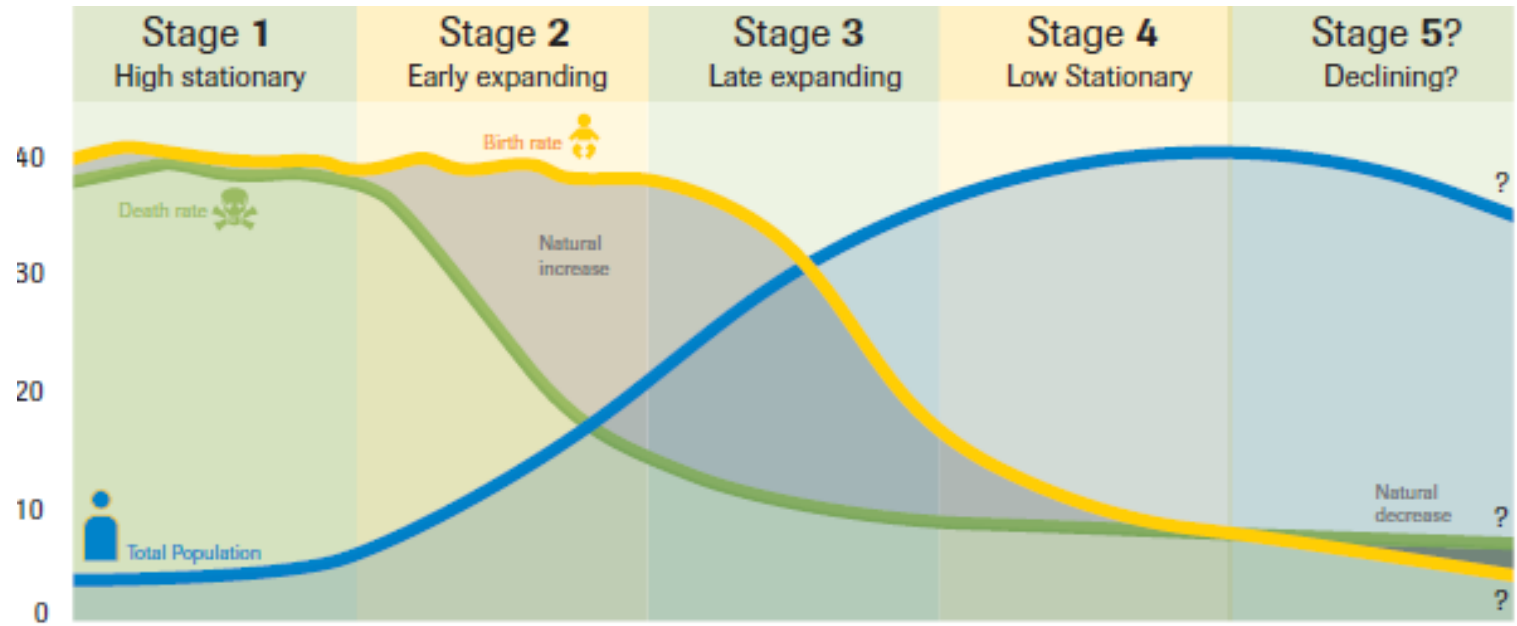 Stage 1
High stationary
Stage 2
Early expanding
Stage 3
Late expanding
Stage 4
Low Stationary
Stage 5?
Declining?
40
30
20
10
0
Birth rate
Death rate
Natural
increase
Total Population
Natural
decrease
?
?
?